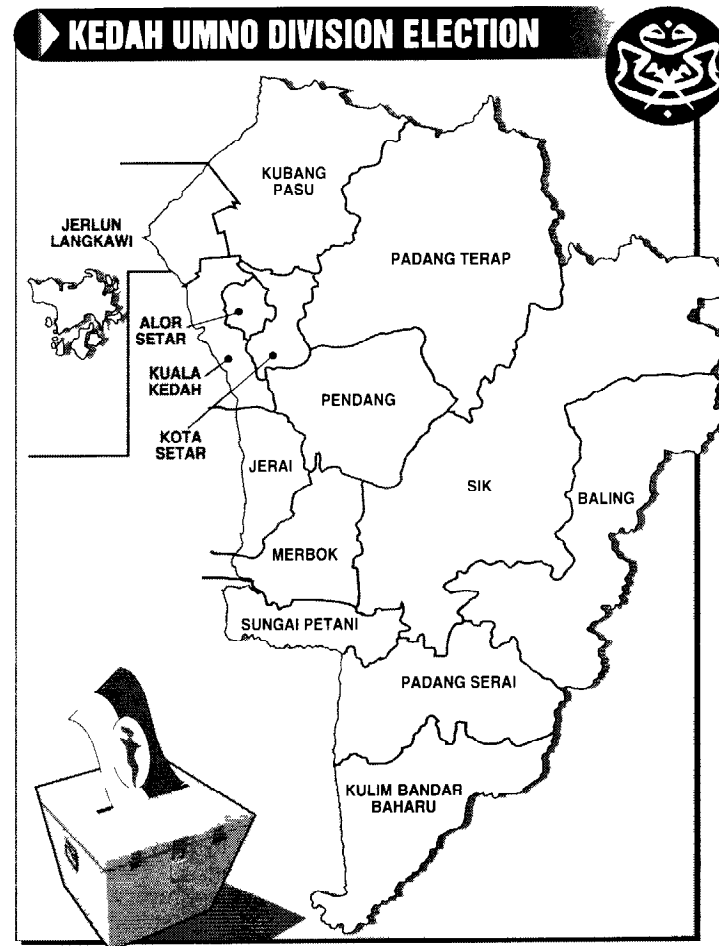 KEDAH UMNO DIVISION ELECTION
KUBANG
PASU
JERLUN
LANGKAWI
PADANG TERAP
ALOR
SETAR
KUALA
KEDAH
PENDANG
KOTA
SETAR
JERAI
SIK
BALING
MERBOK
SUNGAI PETANI
PADANG SERAI
KULIM BANDAR
BAHARU